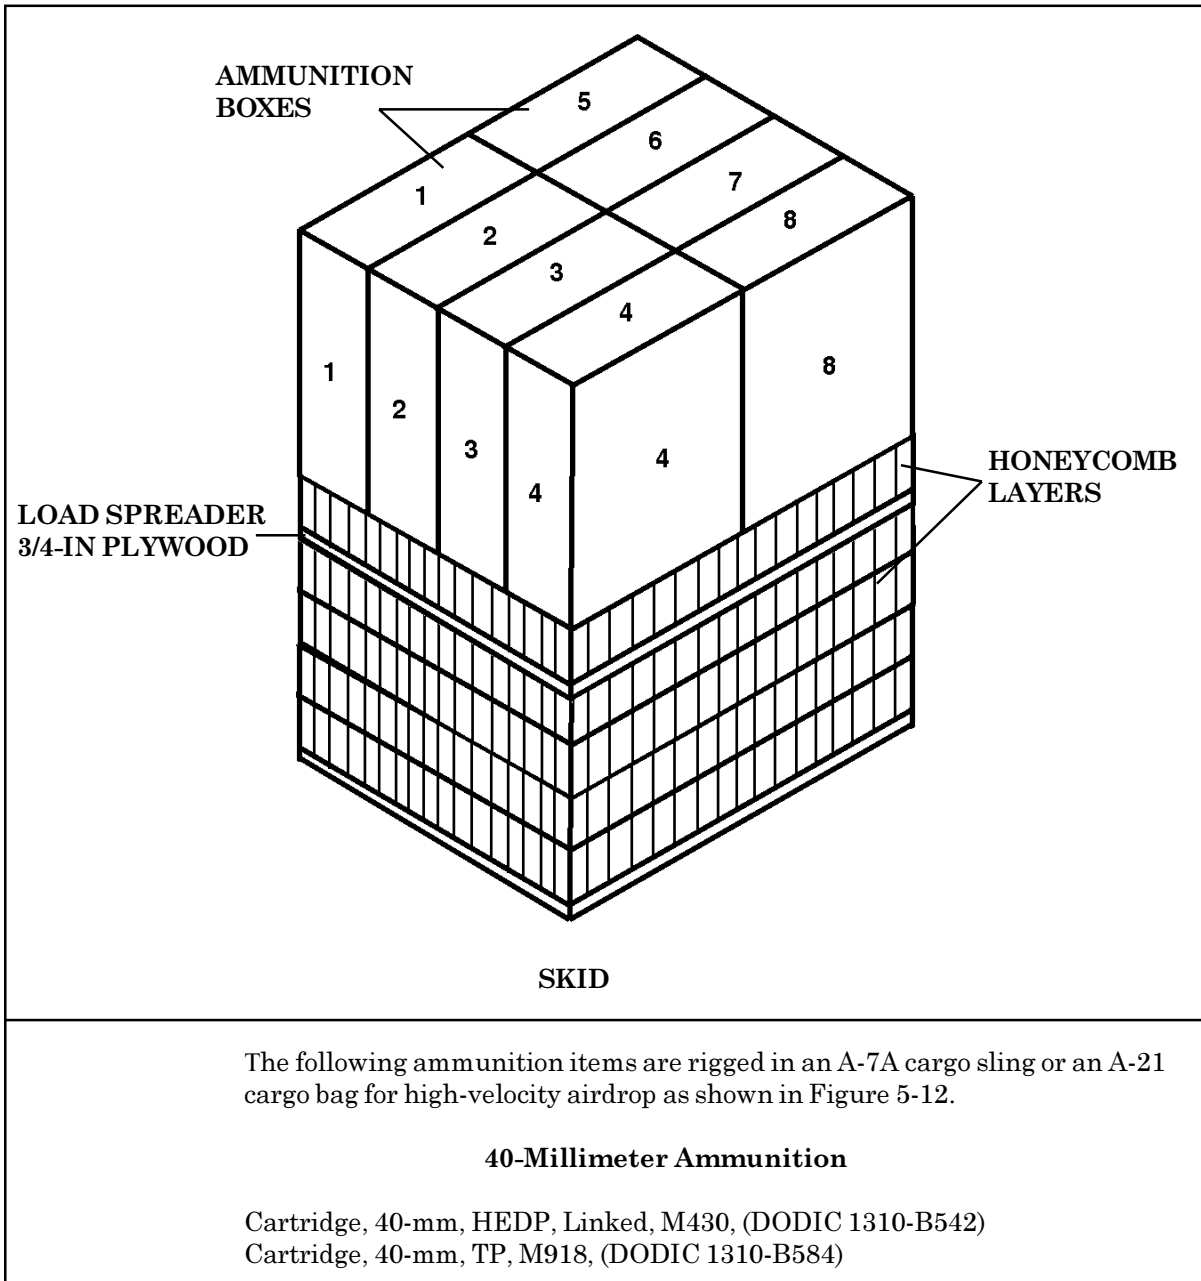 AMMUNITION
BOXES
5
6
7
8
1
2
3
4
1
2
3
4
4
8
HONEYCOMB
LAYERS
LOAD SPREADER
3/4-IN PLYWOOD
SKID
The following ammunition items are rigged in an A-7A cargo sling or an A-21
cargo bag for high-velocity airdrop as shown in Figure 5-12.
40-Millimeter Ammunition
Cartridge, 40-mm, HEDP, Linked, M430, (DODIC 1310-B542)
Cartridge, 40-mm, TP, M918, (DODIC 1310-B584)